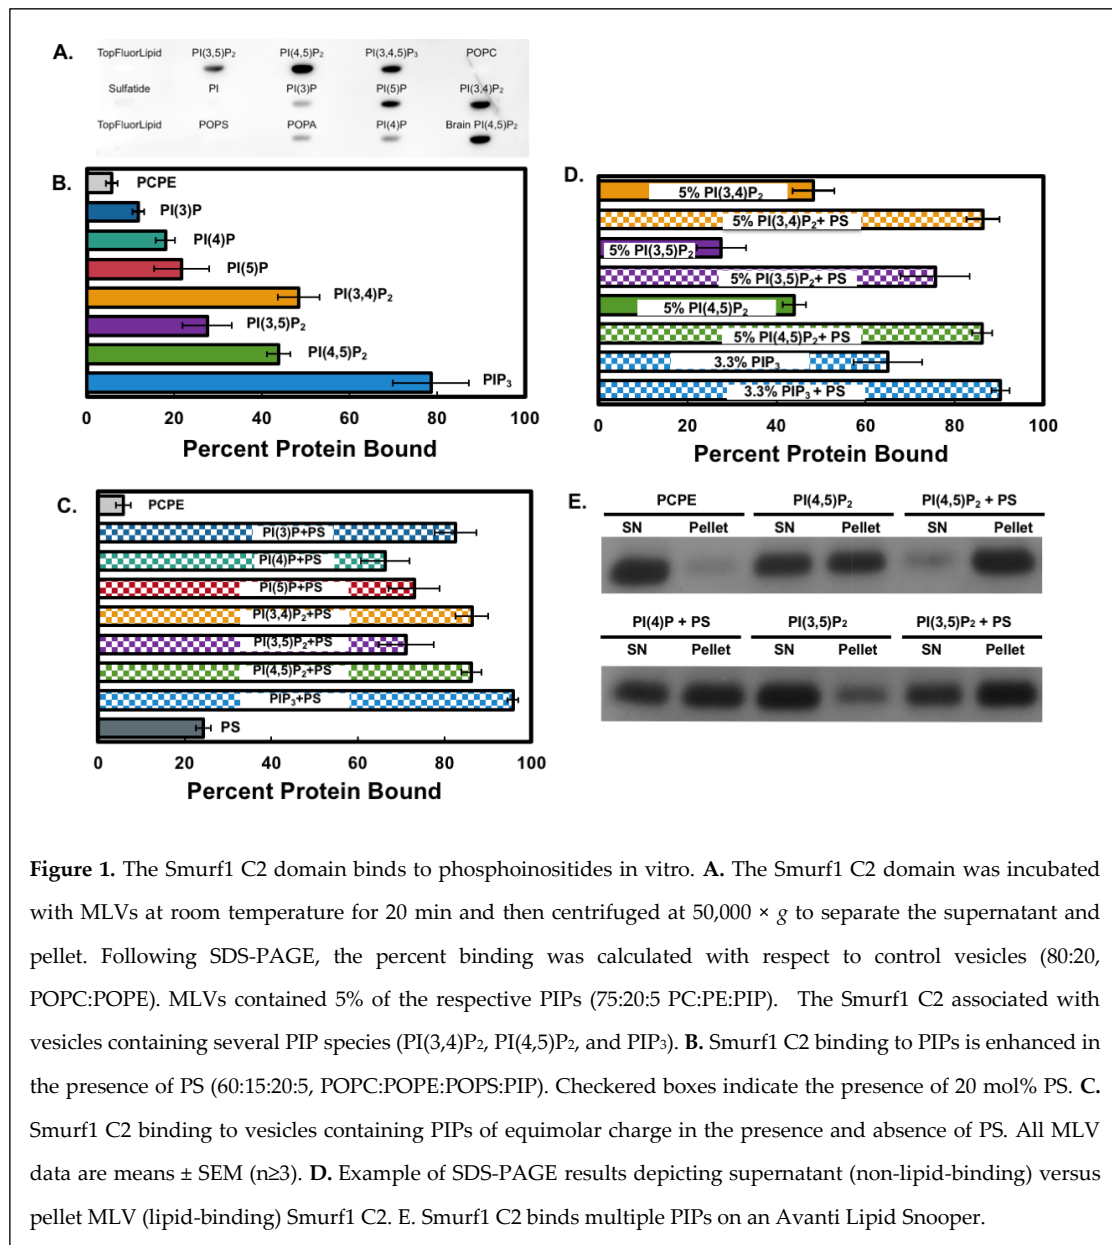 A.
TopFluorLipid PI(3,5)P₂ PI(4,5)P₂ PI(3,4,5)P₃ POPC
Sulfatide PI PI(3)P PI(5)P PI(3,4)P₂
TopFluorLipid POPS POPA PI(4)P Brain PI(4,5)P₂
B.
PCPE
PI(3)P
PI(4)P
PI(5)P
PI(3,4)P₂
PI(3,5)P₂
PI(4,5)P₂
PIP₃
0 20 40 60 80 100
Percent Protein Bound
D.
5% PI(3,4)P₂
5% PI(3,4)P₂+ PS
5% PI(3,5)P₂
5% PI(3,5)P₂+ PS
5% PI(4,5)P₂
5% PI(4,5)P₂+ PS
3.3% PIP₃
3.3% PIP₃ + PS
0 20 40 60 80 100
Percent Protein Bound
C.
PCPE
PI(3)P+PS
PI(4)P+PS
PI(5)P+PS
PI(3,4)P₂+PS
PI(3,5)P₂+PS
PI(4,5)P₂+PS
PIP₃+PS
PS
0 20 40 60 80 100
Percent Protein Bound
E.
PCPE PI(4,5)P₂ PI(4,5)P₂ + PS
SN Pellet SN Pellet SN Pellet
PI(4)P + PS PI(3,5)P₂ PI(3,5)P₂ + PS
SN Pellet SN Pellet SN Pellet
Figure 1. The Smurf1 C2 domain binds to phosphoinositides in vitro. A. The Smurf1 C2 domain was incubated
with MLVs at room temperature for 20 min and then centrifuged at 50,000 × g to separate the supernatant and
pellet. Following SDS-PAGE, the percent binding was calculated with respect to control vesicles (80:20,
POPC:POPE). MLVs contained 5% of the respective PIPs (75:20:5 PC:PE:PIP). The Smurf1 C2 associated with
vesicles containing several PIP species (PI(3,4)P₂, PI(4,5)P₂, and PIP₃). B. Smurf1 C2 binding to PIPs is enhanced in
the presence of PS (60:15:20:5, POPC:POPE:POPS:PIP). Checkered boxes indicate the presence of 20 mol% PS. C.
Smurf1 C2 binding to vesicles containing PIPs of equimolar charge in the presence and absence of PS. All MLV
data are means ± SEM (n≥3). D. Example of SDS-PAGE results depicting supernatant (non-lipid-binding) versus
pellet MLV (lipid-binding) Smurf1 C2. E. Smurf1 C2 binds multiple PIPs on an Avanti Lipid Snooper.